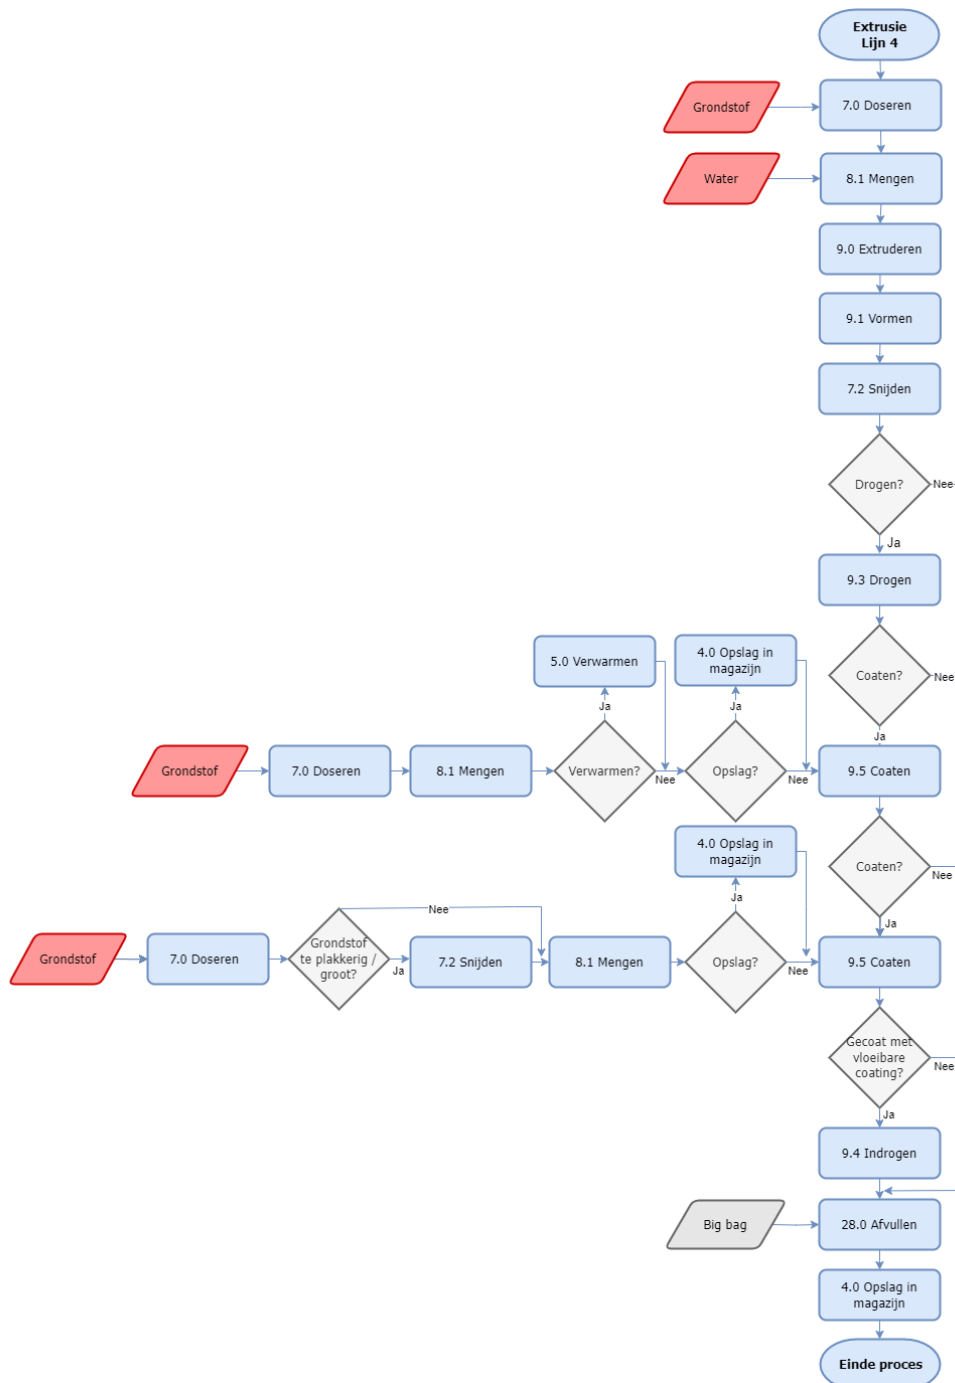 Extrusie
Lijn 4
Grondstof
7.0 Doseren
Water
8.1 Mengen
9.0 Extruderen
9.1 Vormen
7.2 Snijden
Drogen?
Nee
Ja
9.3 Drogen
5.0 Verwarmen
4.0 Opslag in
magazijn
Coaten?
Nee
Ja
Ja
Ja
Grondstof
7.0 Doseren
8.1 Mengen
Verwarmen?
Nee
Opslag?
Nee
9.5 Coaten
4.0 Opslag in
magazijn
Coaten?
Nee
Ja
Nee
Ja
Grondstof
7.0 Doseren
Grondstof
te plakkerig /
groot?
Ja
7.2 Snijden
8.1 Mengen
Opslag?
Nee
9.5 Coaten
Gecoat met
vloeibare
coating?
Nee
Ja
9.4 Indrogen
Big bag
28.0 Afvullen
4.0 Opslag in
magazijn
Einde proces